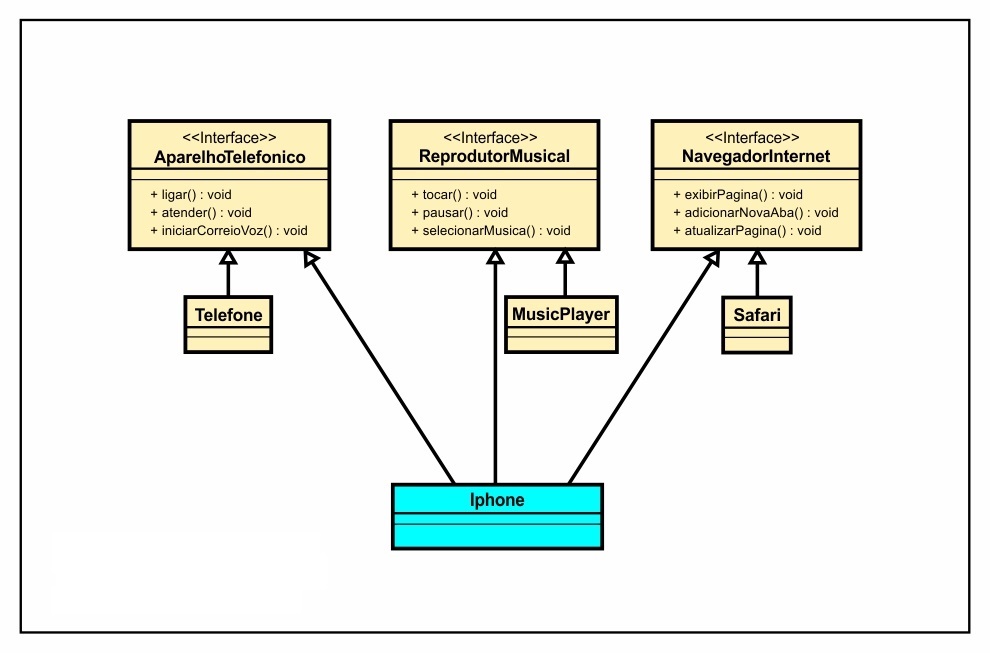 <<Interface>>
AparelhoTelefonico
+ ligar() : void
+ atender() : void
+ iniciarCorreioVoz() : void
<<Interface>>
ReprodutorMusical
+ tocar() : void
+ pausar() : void
+ selecionarMusica() : void
<<Interface>>
NavegadorInternet
+ exibirPagina() : void
+ adicionarNovaAba() : void
+ atualizarPagina() : void
Telefone
MusicPlayer
Safari
Iphone